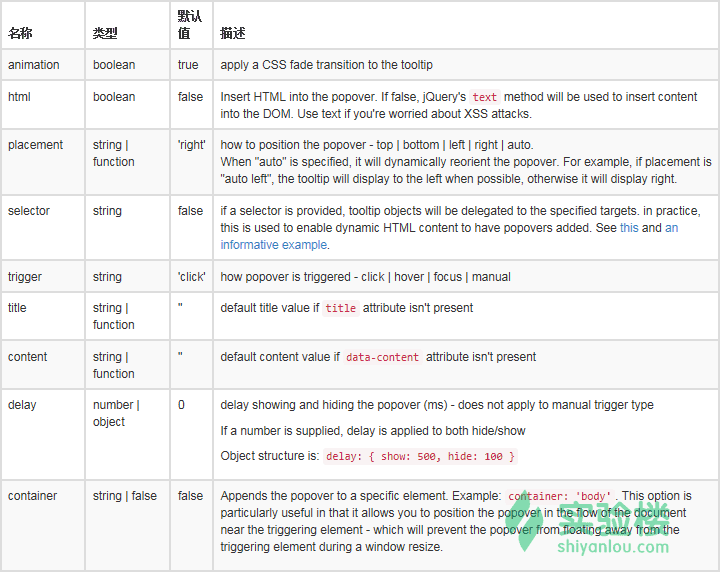 名称 类型 默认值 描述
animation boolean true apply a CSS fade transition to the tooltip
html boolean false Insert HTML into the popover. If false, jQuery's text method will be used to insert content
into the DOM. Use text if you're worried about XSS attacks.
placement string | function 'right' how to position the popover - top | bottom | left | right | auto.
When "auto" is specified, it will dynamically reorient the popover. For example, if placement is
"auto left", the tooltip will display to the left when possible, otherwise it will display right.
selector string false if a selector is provided, tooltip objects will be delegated to the specified targets. in practice,
this is used to enable dynamic HTML content to have popovers added. See this and an
informative example.
trigger string 'click' how popover is triggered - click | hover | focus | manual
title string | function '' default title value if title attribute isn't present
content string | function '' default content value if data-content attribute isn't present
delay number | object 0 delay showing and hiding the popover (ms) - does not apply to manual trigger type
If a number is supplied, delay is applied to both hide/show
Object structure is: delay: { show: 500, hide: 100 }
container string | false false Appends the popover to a specific element. Example: container: 'body'. This option is
particularly useful in that it allows you to position the popover in the flow of the document
near the triggering element - which will prevent the popover from floating away from the
triggering element during a window resize.
实验楼
shiyanlou.com